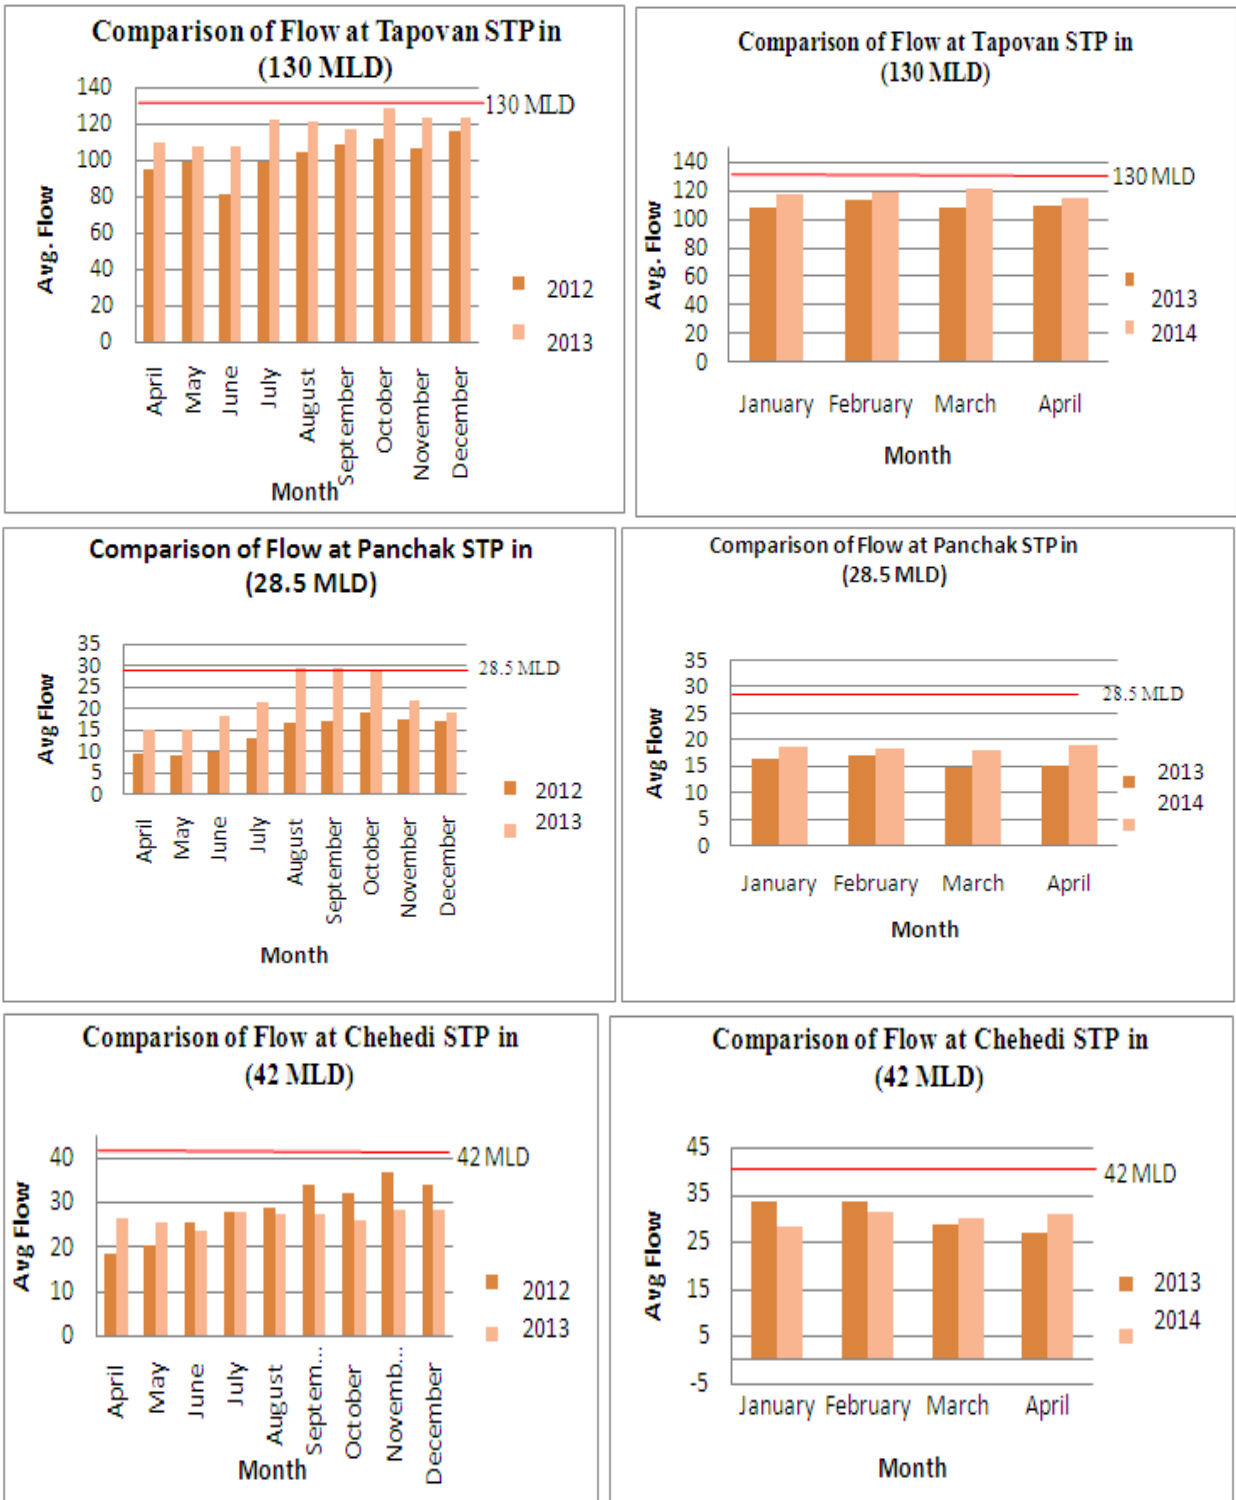 Comparison of Flow at Tapovan STP in
(130 MLD)
140
120
100
80
60
40
20
0
Avg. Flow
130 MLD
2012
2013
April
May
June
July
August
September
October
November
December
Month
Comparison of Flow at Tapovan STP in
(130 MLD)
140
120
100
80
60
40
20
0
Avg. Flow
130 MLD
2013
2014
January February March April
Month
Comparison of Flow at Panchak STP in
(28.5 MLD)
35
30
25
20
15
10
5
0
Avg Flow
28.5 MLD
2012
2013
April
May
June
July
August
September
October
November
December
Month
Comparison of Flow at Panchak STP in
(28.5 MLD)
35
30
25
20
15
10
5
0
Avg Flow
28.5 MLD
2013
2014
January February March April
Month
Comparison of Flow at Chehedi STP in
(42 MLD)
40
30
20
10
0
Avg Flow
42 MLD
2012
2013
April
May
June
July
August
Septem...
October
Novemb...
December
Month
Comparison of Flow at Chehedi STP in
(42 MLD)
45
35
25
15
5
-5
Avg Flow
42 MLD
2013
2014
January February March April
Month